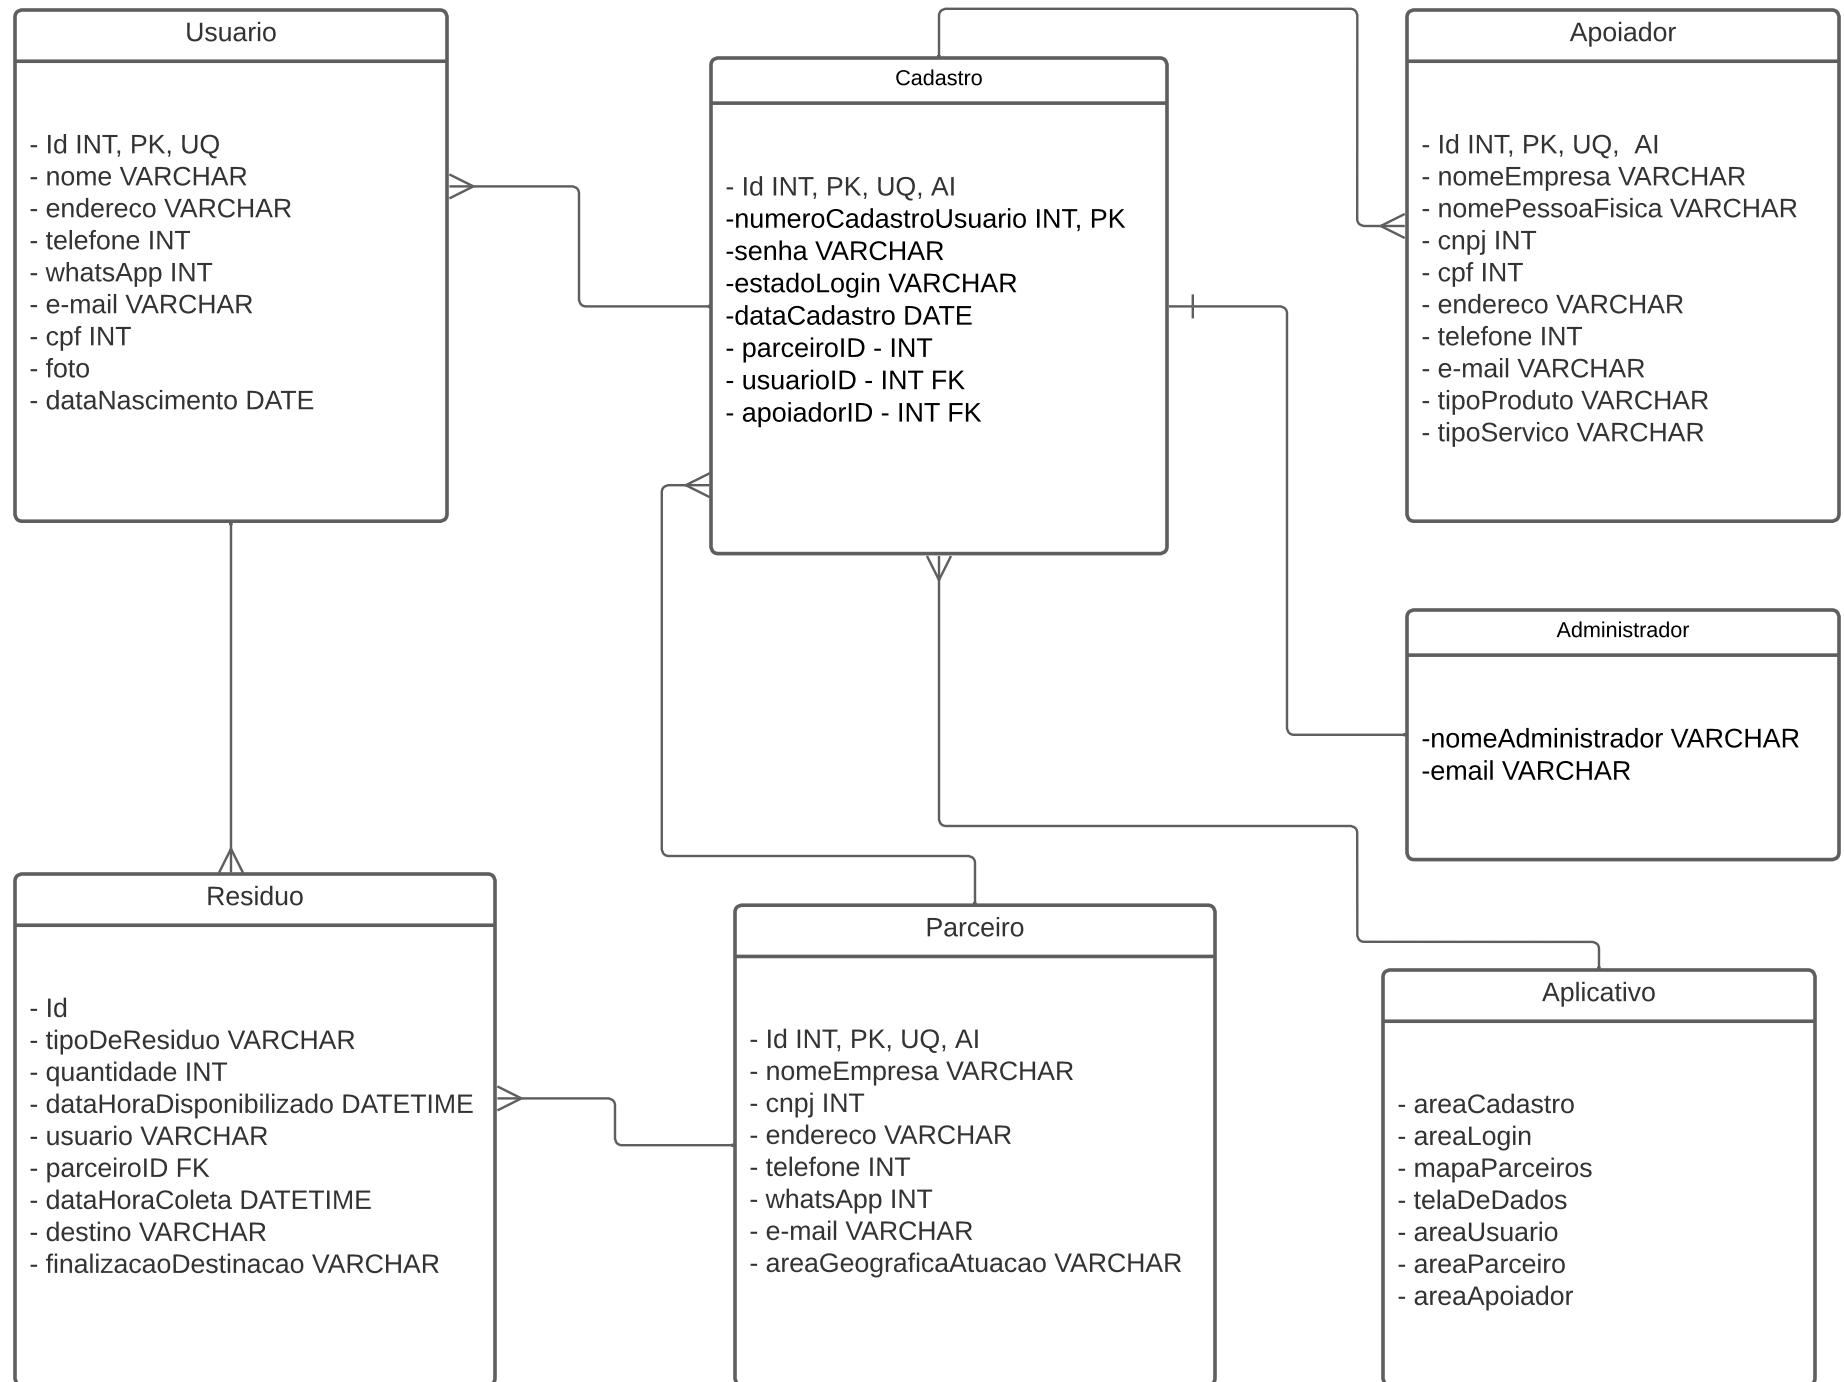 Usuario
- Id INT, PK, UQ
- nome VARCHAR
- endereco VARCHAR
- telefone INT
- whatsApp INT
- e-mail VARCHAR
- cpf INT
- foto
- dataNascimento DATE
Cadastro
- Id INT, PK, UQ, AI
-numeroCadastroUsuario INT, PK
-senha VARCHAR
-estadoLogin VARCHAR
-dataCadastro DATE
- parceiroID - INT
- usuarioID - INT FK
- apoiadorID - INT FK
Apoiador
- Id INT, PK, UQ,  AI
- nomeEmpresa VARCHAR
- nomePessoaFisica VARCHAR
- cnpj INT
- cpf INT
- endereco VARCHAR
- telefone INT
- e-mail VARCHAR
- tipoProduto VARCHAR
- tipoServico VARCHAR
Administrador
-nomeAdministrador VARCHAR
-email VARCHAR
Residuo
- Id
- tipoDeResiduo VARCHAR
- quantidade INT
- dataHoraDisponibilizado DATETIME
- usuario VARCHAR
- parceiroID FK
- dataHoraColeta DATETIME
- destino VARCHAR
- finalizacaoDestinacao VARCHAR
Parceiro
- Id INT, PK, UQ, AI
- nomeEmpresa VARCHAR
- cnpj INT
- endereco VARCHAR
- telefone INT
- whatsApp INT
- e-mail VARCHAR
- areaGeograficaAtuacao VARCHAR
Aplicativo
- areaCadastro
- areaLogin
- mapaParceiros
- telaDeDados
- areaUsuario
- areaParceiro
- areaApoiador